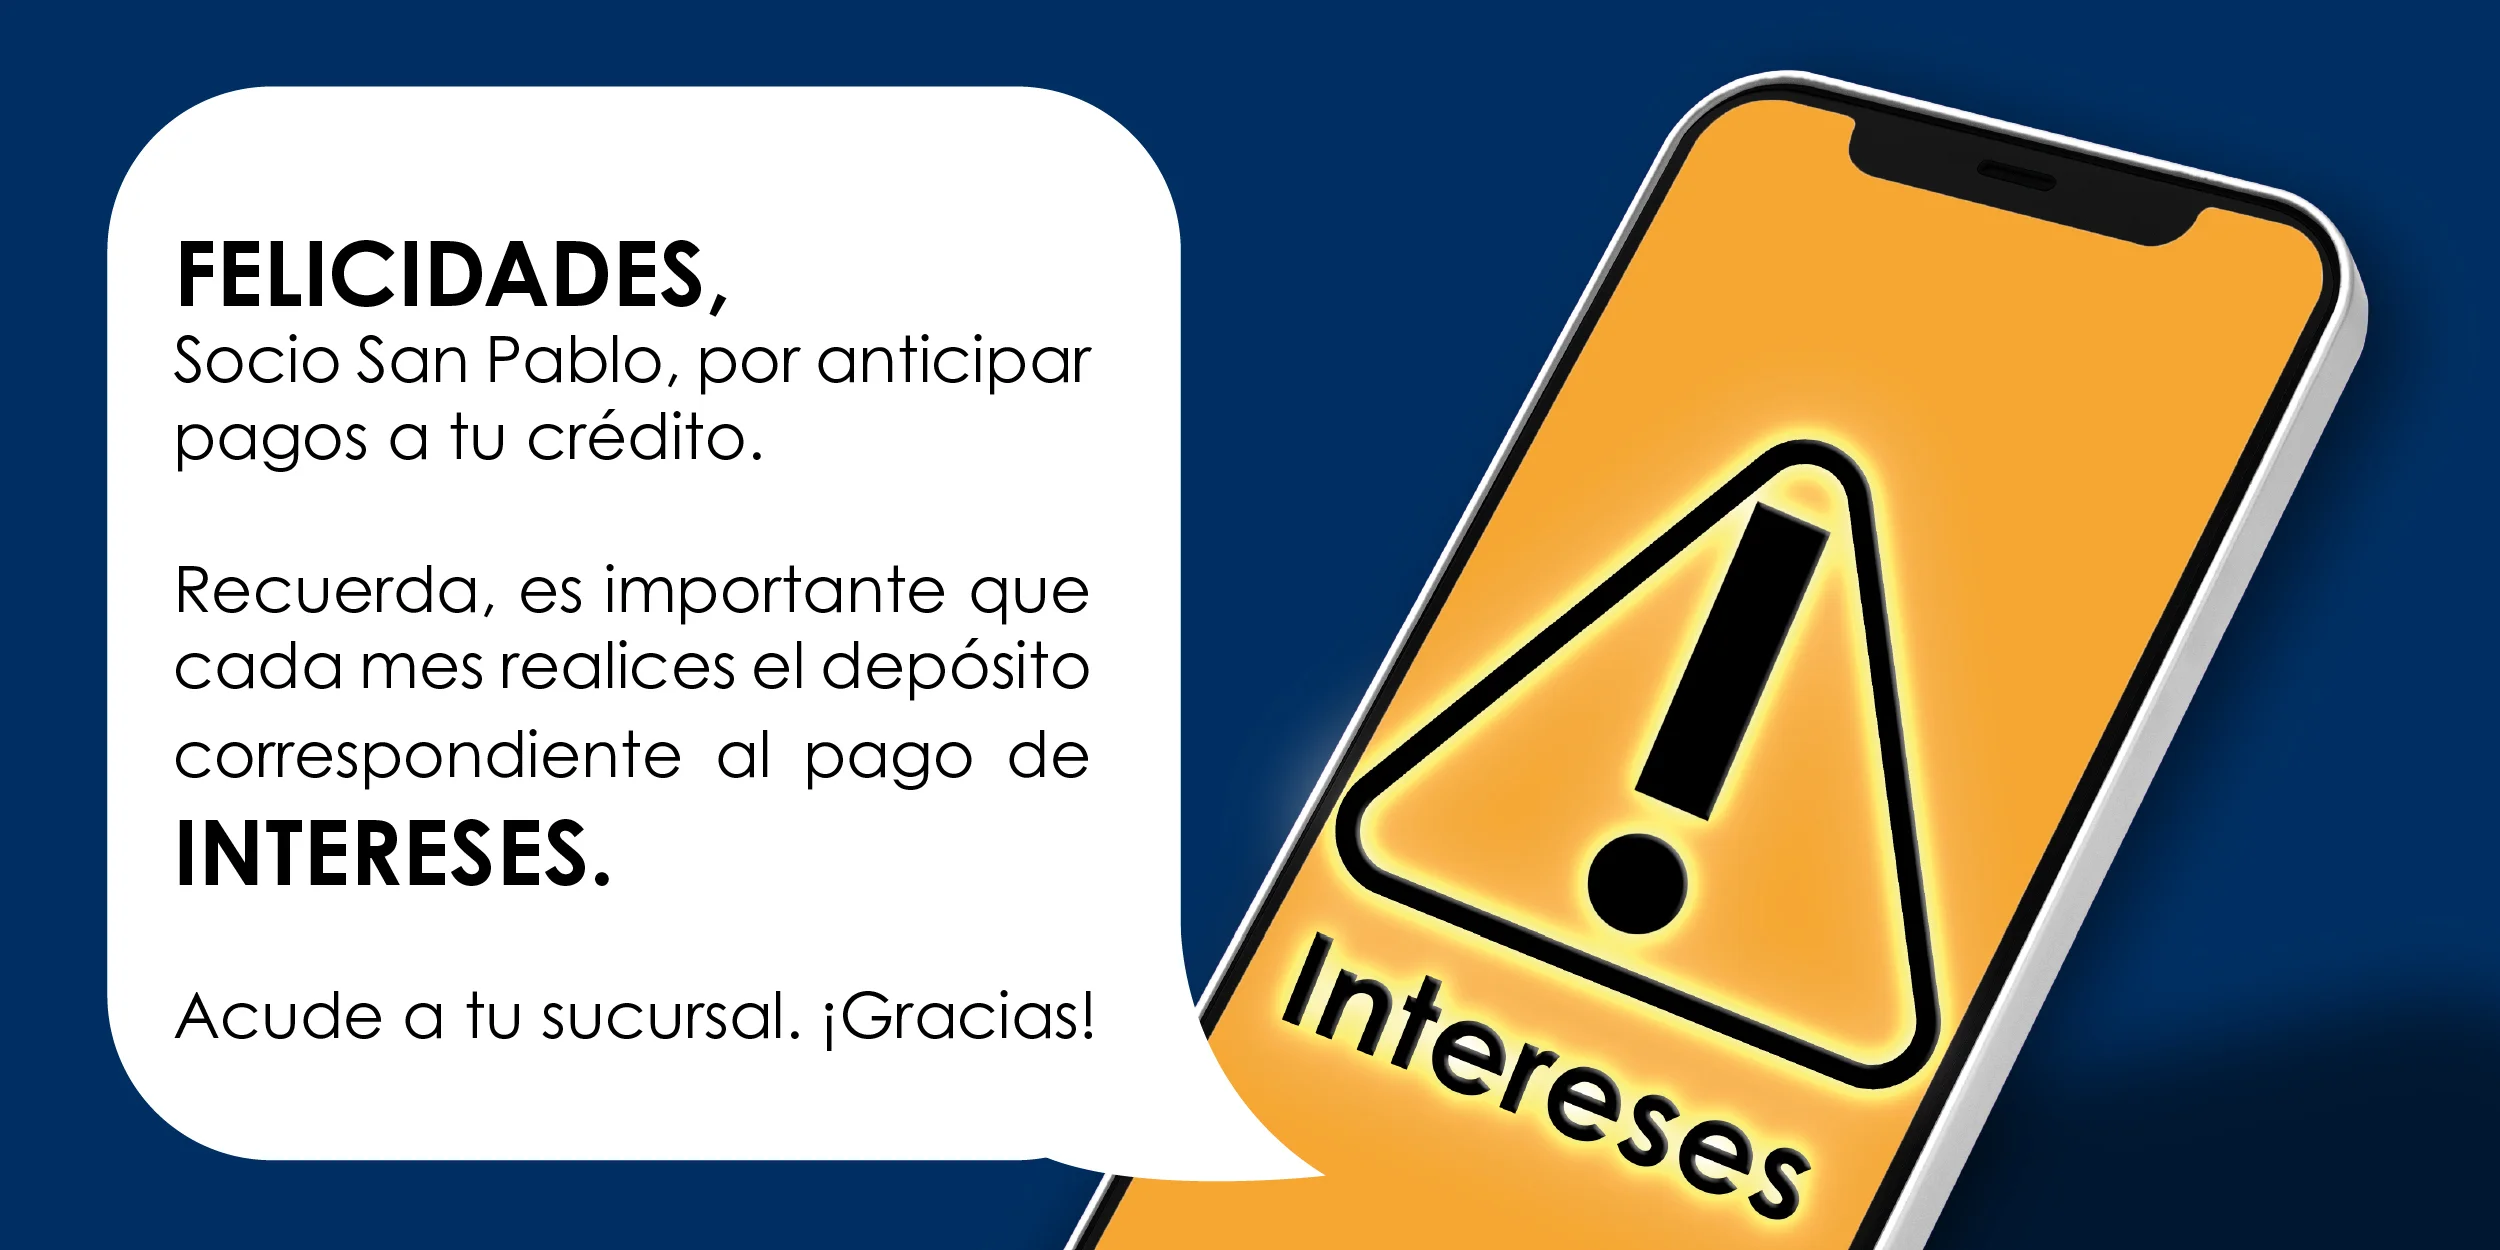 FELICIDADES,
Socio San Pablo, por anticipar
pagos a tu crédito.
Recuerda, es importante que
cada mes realices el depósito
correspondiente al pago de
INTERESES.
Acude a tu sucursal. ¡Gracias!
Intereses